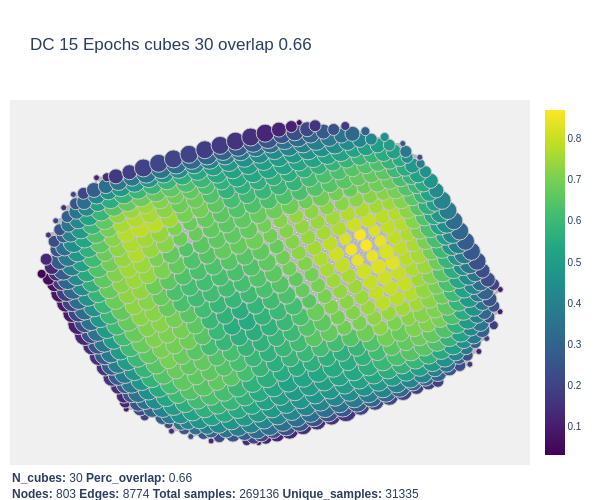 DC 15 Epochs cubes 30 overlap 0.66
0.8
0.7
0.6
0.5
0.4
0.3
0.2
0.1
N_cubes: 30 Perc_overlap: 0.66
Nodes: 803 Edges: 8774 Total samples: 269136 Unique_samples: 31335